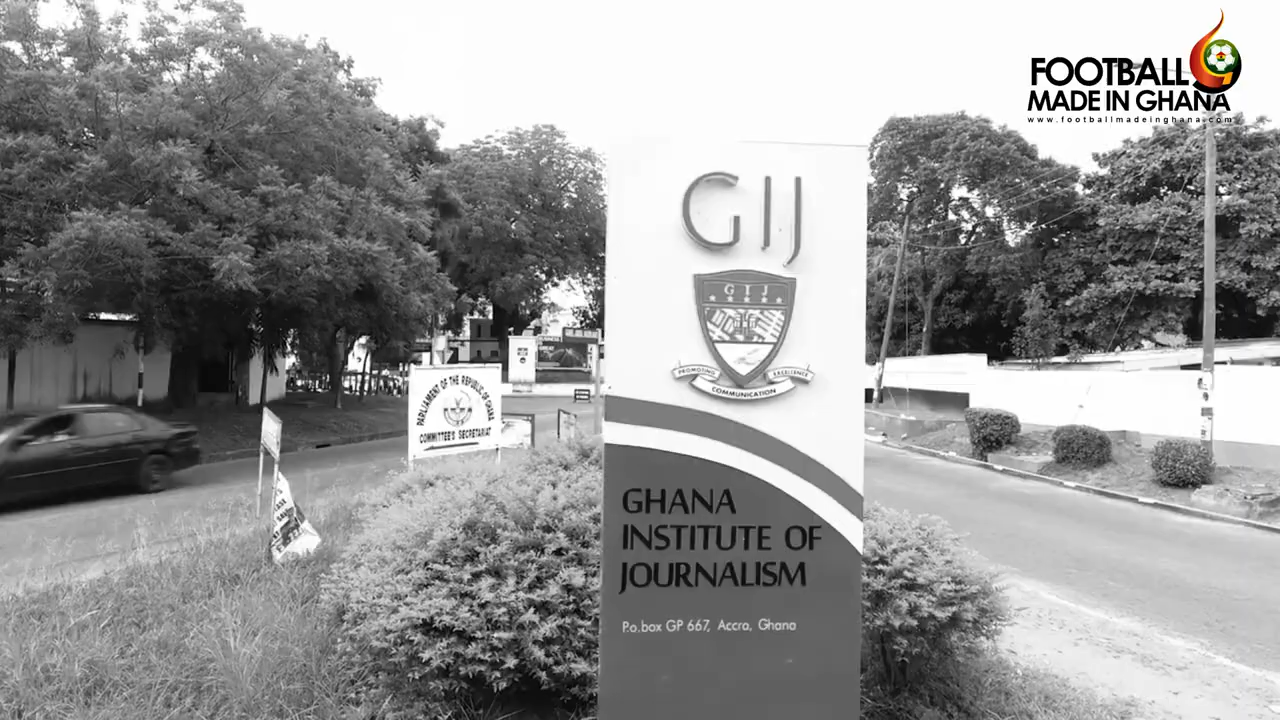 FOOTBALL
MADE IN GHANA
www.footballmadeinghana.com
GIJ
GIJ
PROMOTING EXCELLENCE
COMMUNICATION
PARLIAMENT OF THE REPUBLIC OF GHANA
COMMITTEE'S SECRETARIAT
GHANA
INSTITUTE OF
JOURNALISM
P.o.box GP 667, Accra, Ghana